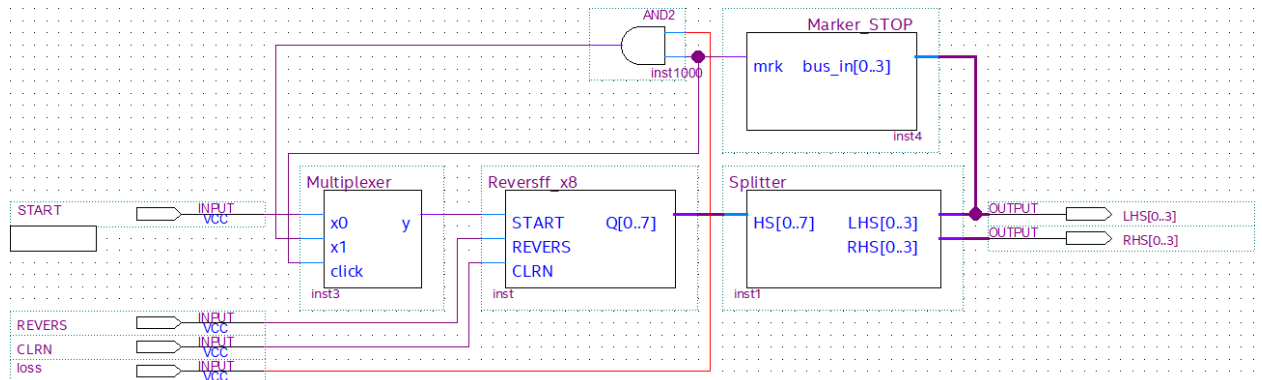 AND2
inst1000
Marker_STOP
mrk bus_in[0..3]
inst4
Multiplexer
x0 y
x1
click
inst3
Reversff_x8
START Q[0..7]
REVERS
CLRN
inst
Splitter
HS[0..7] LHS[0..3]
RHS[0..3]
inst1
START INPUT
VCC
OUTPUT LHS[0..3]
OUTPUT RHS[0..3]
REVERS INPUT
VCC
CLRN INPUT
VCC
loss INPUT
VCC